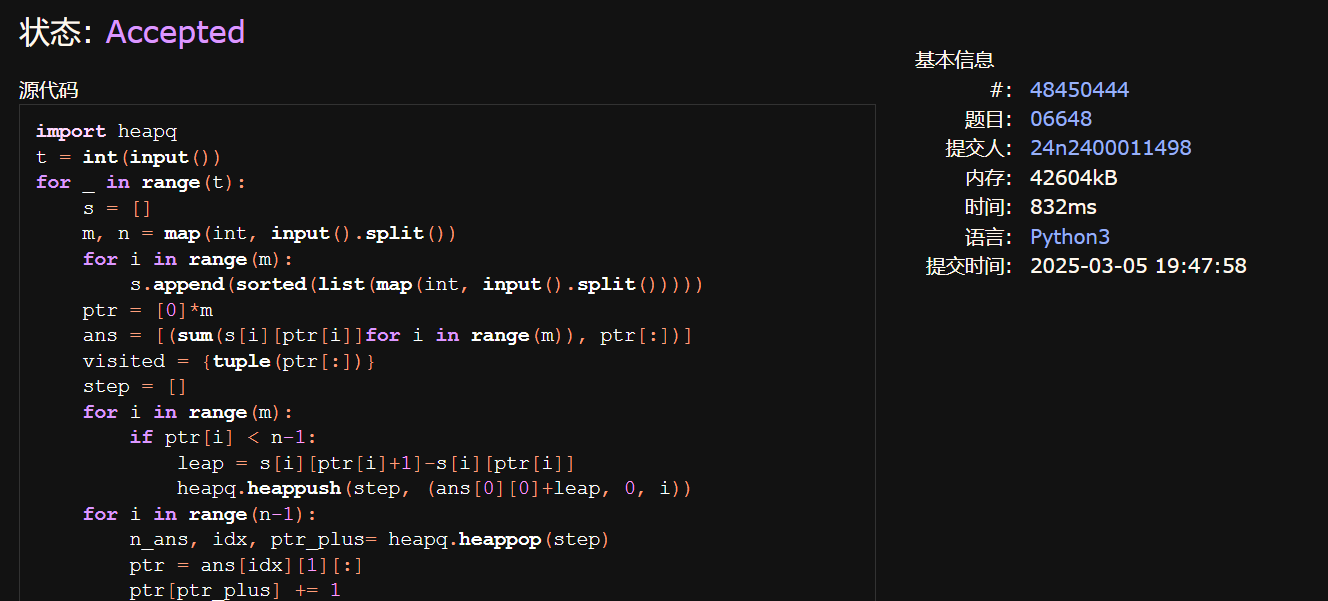 状态: Accepted
源代码
import heapq
t = int(input())
for _ in range(t):
    s = []
    m, n = map(int, input().split())
    for i in range(m):
        s.append(sorted(list(map(int, input().split()))))
    ptr = [0]*m
    ans = [(sum(s[i][ptr[i]]for i in range(m)), ptr[:])]
    visited = {tuple(ptr[:])}
    step = []
    for i in range(m):
        if ptr[i] < n-1:
            leap = s[i][ptr[i]+1]-s[i][ptr[i]]
            heapq.heappush(step, (ans[0][0]+leap, 0, i))
    for i in range(n-1):
        n_ans, idx, ptr_plus= heapq.heappop(step)
        ptr = ans[idx][1][:]
        ptr[ptr_plus] += 1
基本信息
#: 48450444
题目: 06648
提交人: 24n2400011498
内存: 42604kB
时间: 832ms
语言: Python3
提交时间: 2025-03-05 19:47:58